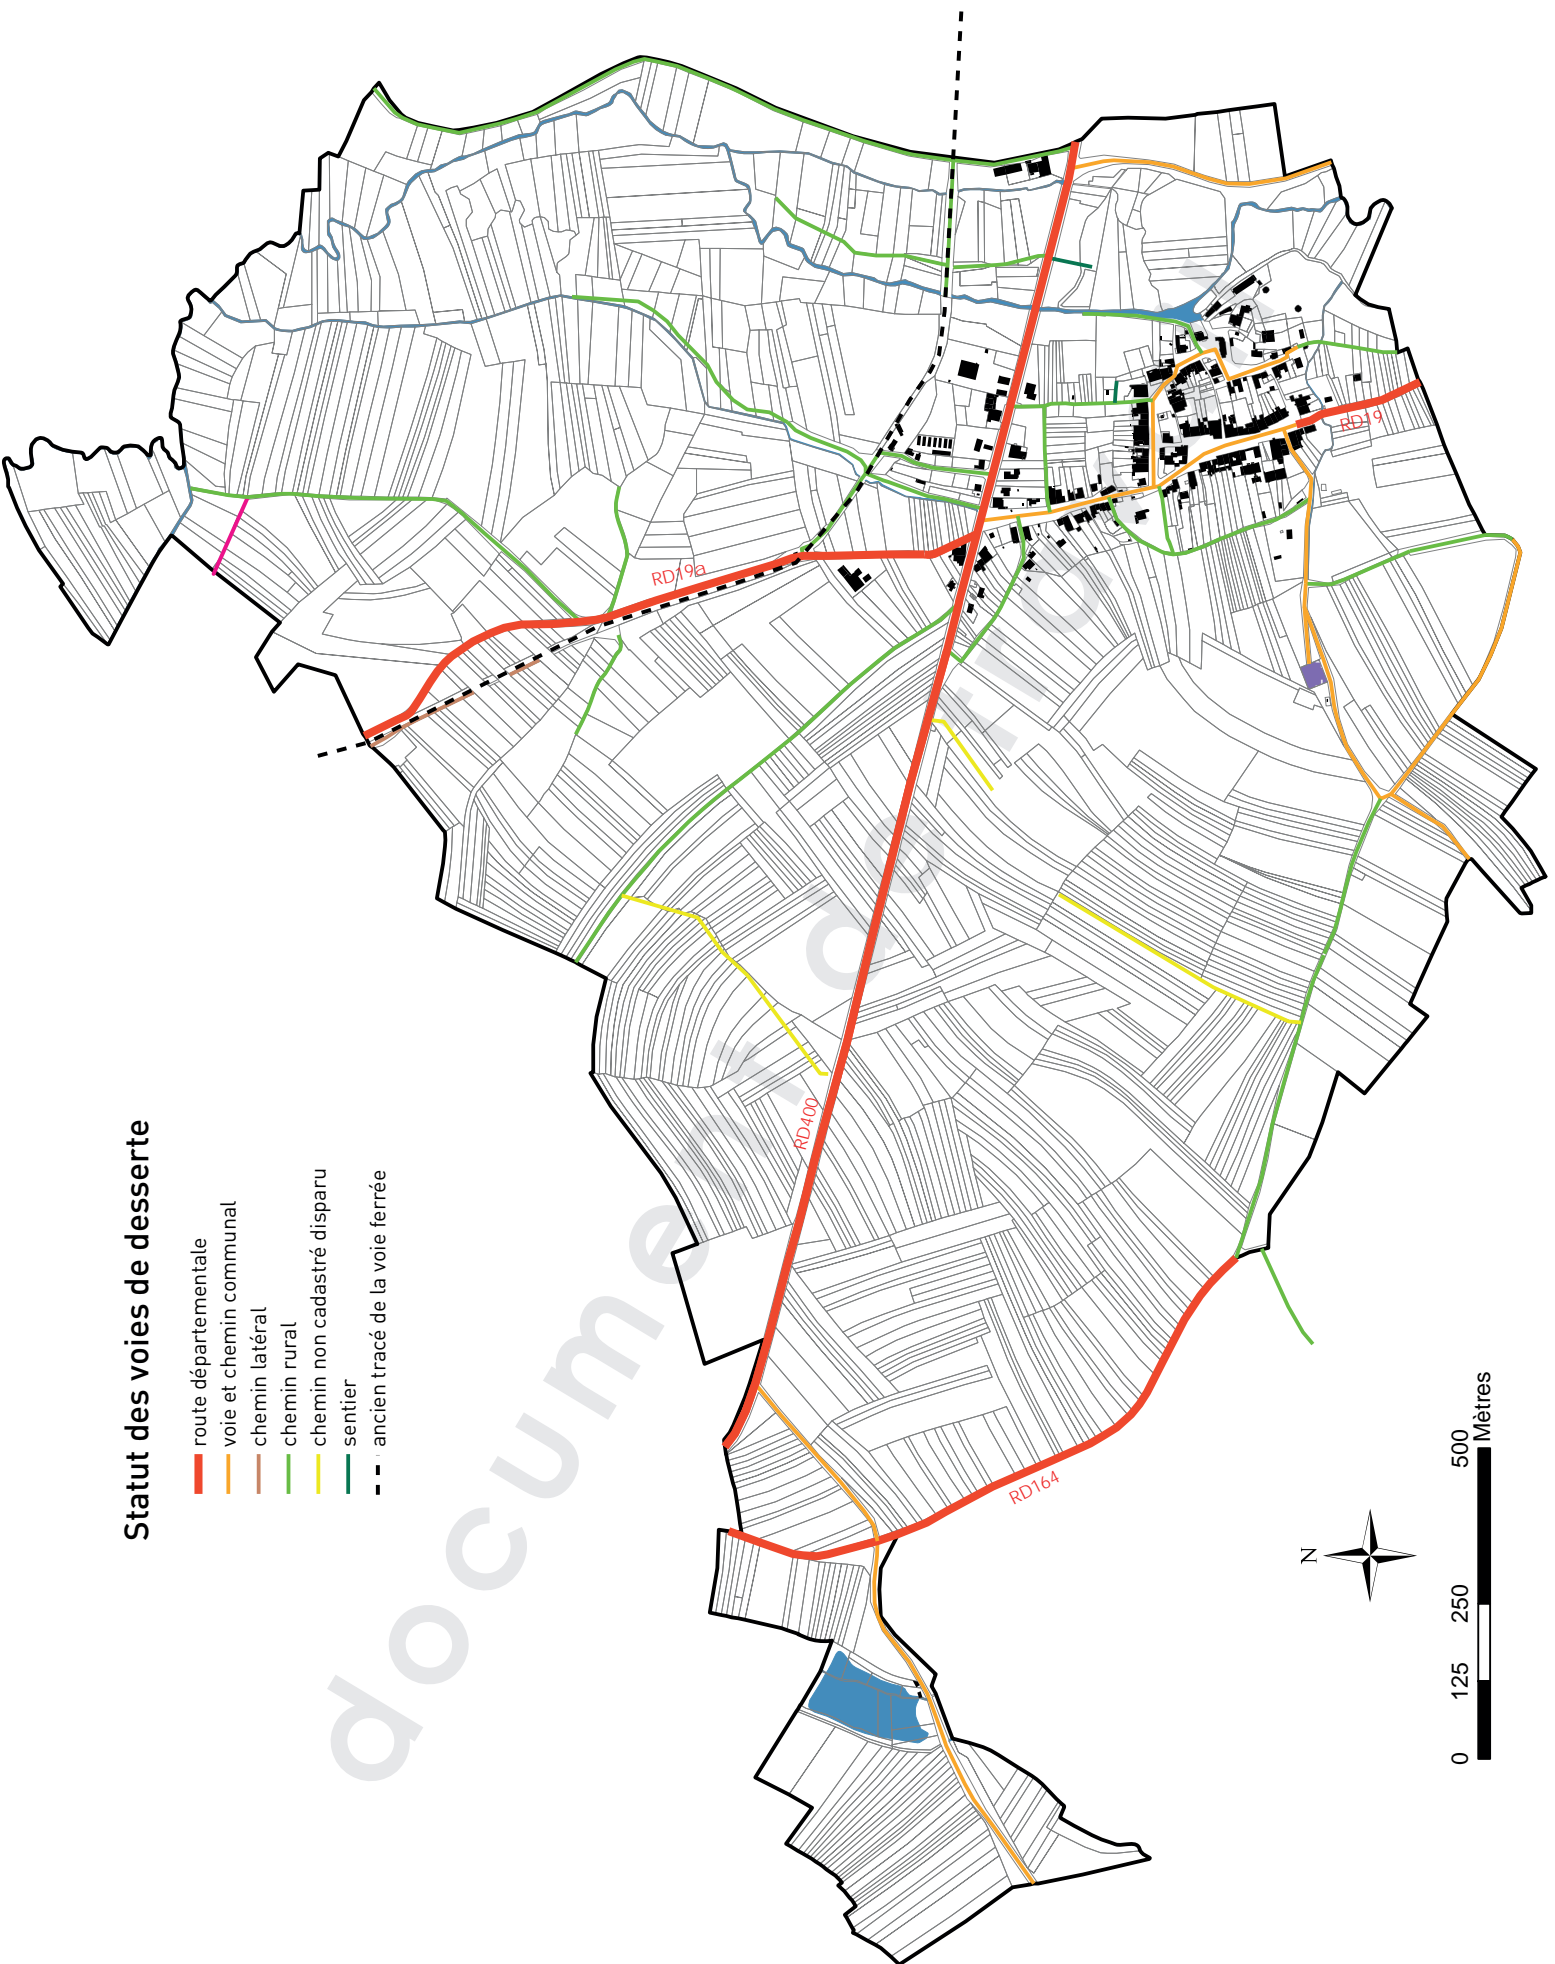 Statut des voies de desserte
route départementale
voie et chemin communal
chemin latéral
chemin rural
chemin non cadastré disparu
sentier
ancien tracé de la voie ferrée
RD19a
RD19
RD400
RD164
document de travail
N
0 125 250 500
Mètres